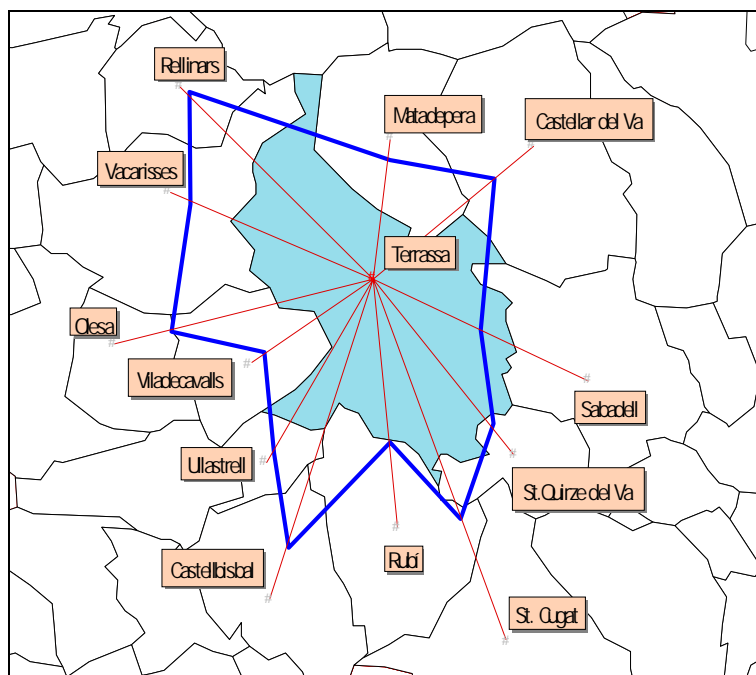 Rellinars
Matadepera
Castellar del Va
Vacarisses
Terrassa
Olesa
Viladecavalls
Sabadell
Ullastrell
St.Quirze del Va
Castellbisbal
Rubí
St. Cugat